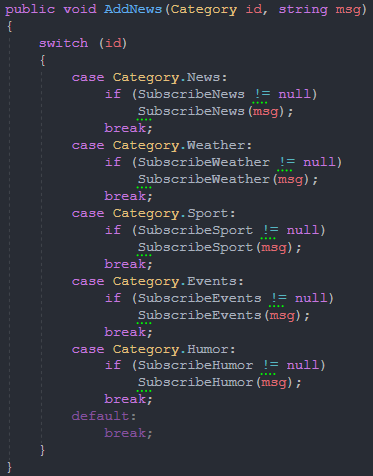 public void AddNews(Category id, string msg)
{
    switch (id)
    {
        case Category.News:
            if (SubscribeNews != null)
                SubscribeNews(msg);
            break;
        case Category.Weather:
            if (SubscribeWeather != null)
                SubscribeWeather(msg);
            break;
        case Category.Sport:
            if (SubscribeSport != null)
                SubscribeSport(msg);
            break;
        case Category.Events:
            if (SubscribeEvents != null)
                SubscribeEvents(msg);
            break;
        case Category.Humor:
            if (SubscribeHumor != null)
                SubscribeHumor(msg);
            break;
        default:
            break;
    }
}